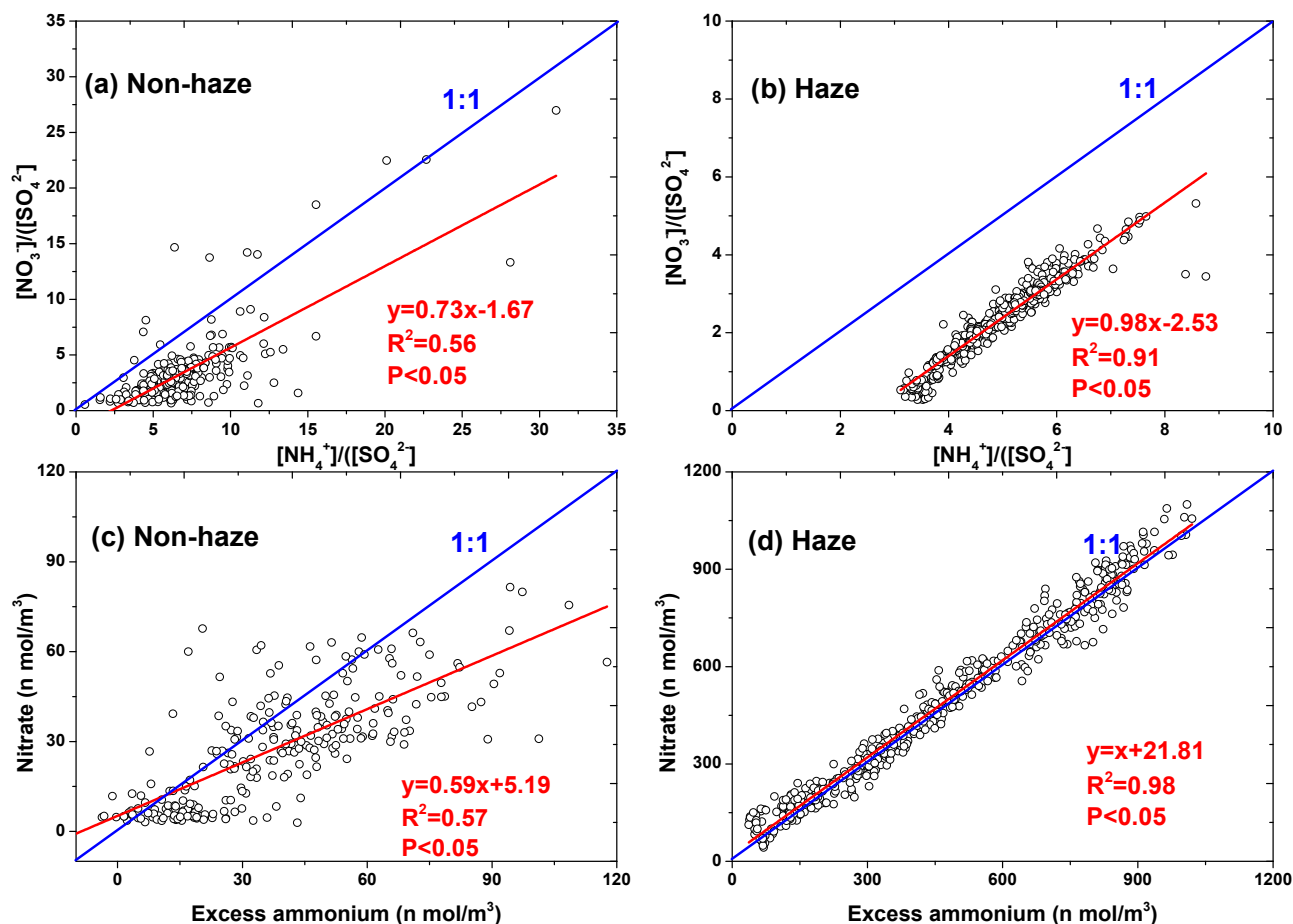 (a) Non-haze
1:1
y=0.73x-1.67
R²=0.56
P<0.05
[NO₃⁻]/([SO₄²⁻]
35
30
25
20
15
10
5
0
0 5 10 15 20 25 30 35
[NH₄⁺]/([SO₄²⁻]
(b) Haze
1:1
y=0.98x-2.53
R²=0.91
P<0.05
[NO₃⁻]/([SO₄²⁻]
10
8
6
4
2
0
0 2 4 6 8 10
[NH₄⁺]/([SO₄²⁻]
(c) Non-haze
1:1
y=0.59x+5.19
R²=0.57
P<0.05
Nitrate (n mol/m³)
120
90
60
30
0
0 30 60 90 120
Excess ammonium (n mol/m³)
(d) Haze
1:1
y=x+21.81
R²=0.98
P<0.05
Nitrate (n mol/m³)
1200
900
600
300
0
0 300 600 900 1200
Excess ammonium (n mol/m³)